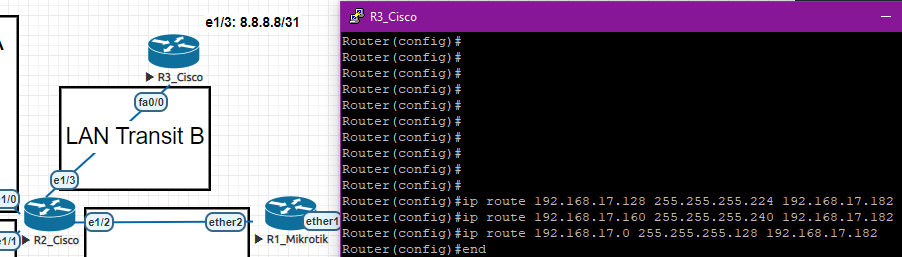 e1/3: 8.8.8.8/31
A
R3_Cisco
fa0/0
LAN Transit B
e1/3
1/0
e1/2
ether2
ether1
R2_Cisco
R1_Mikrotik
e1/1
R3_Cisco
Router(config)#
Router(config)#
Router(config)#
Router(config)#
Router(config)#
Router(config)#
Router(config)#
Router(config)#
Router(config)#
Router(config)#
Router(config)#ip route 192.168.17.128 255.255.255.224 192.168.17.182
Router(config)#ip route 192.168.17.160 255.255.255.240 192.168.17.182
Router(config)#ip route 192.168.17.0 255.255.255.128 192.168.17.182
Router(config)#end